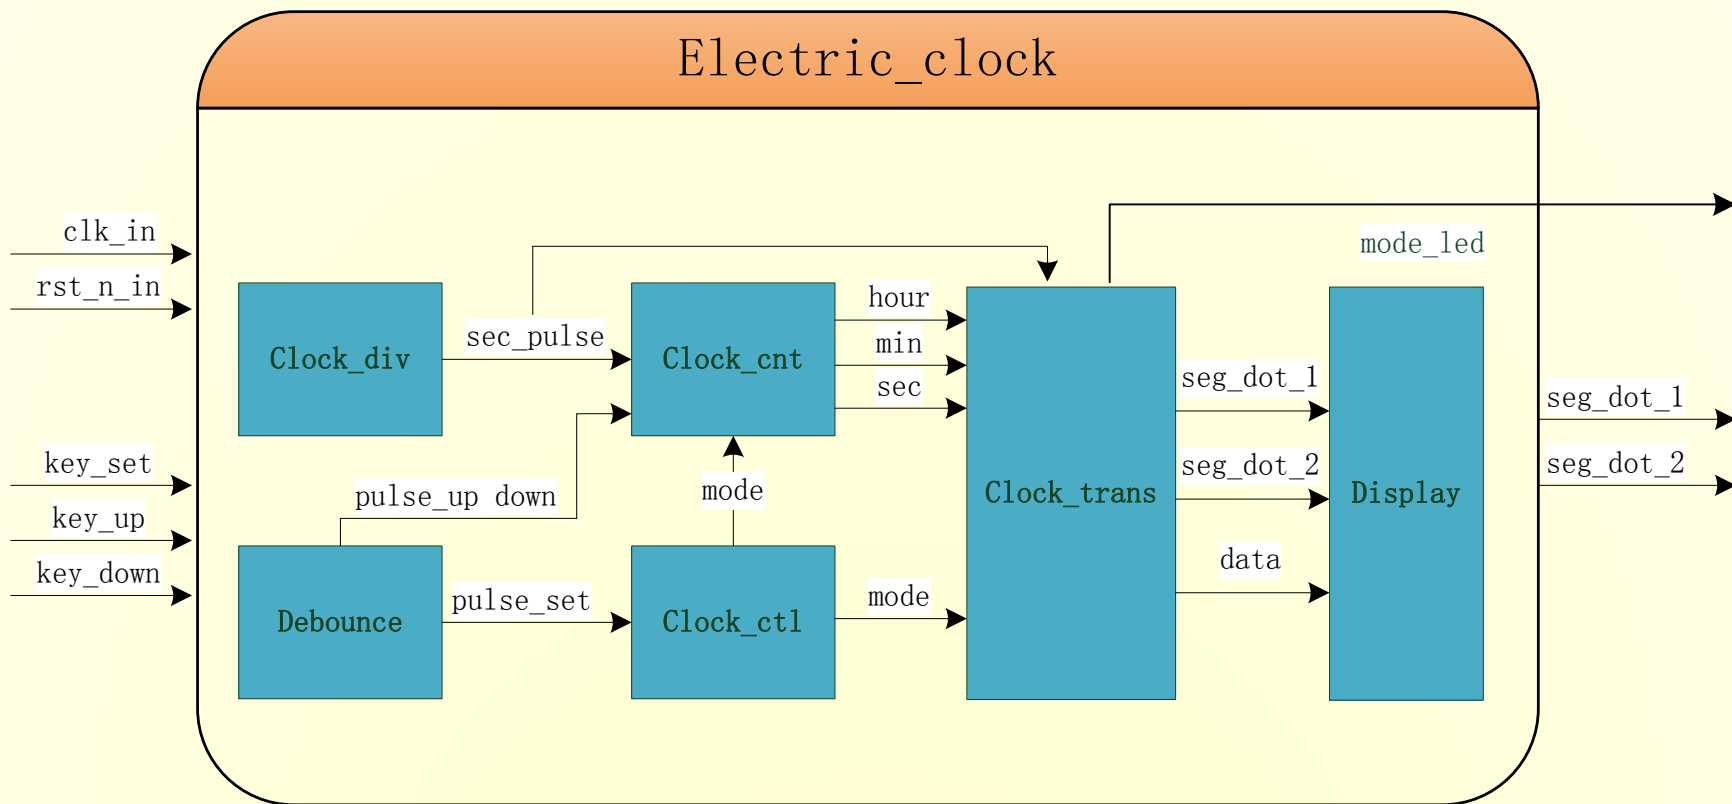 Electric_clock
clk_in
rst_n_in
key_set
key_up
key_down
Clock_div
sec_pulse
Clock_cnt
hour
min
sec
pulse_up down
mode
Debounce
pulse_set
Clock_ctl
mode
Clock_trans
mode_led
seg_dot_1
seg_dot_2
data
Display
seg_dot_1
seg_dot_2